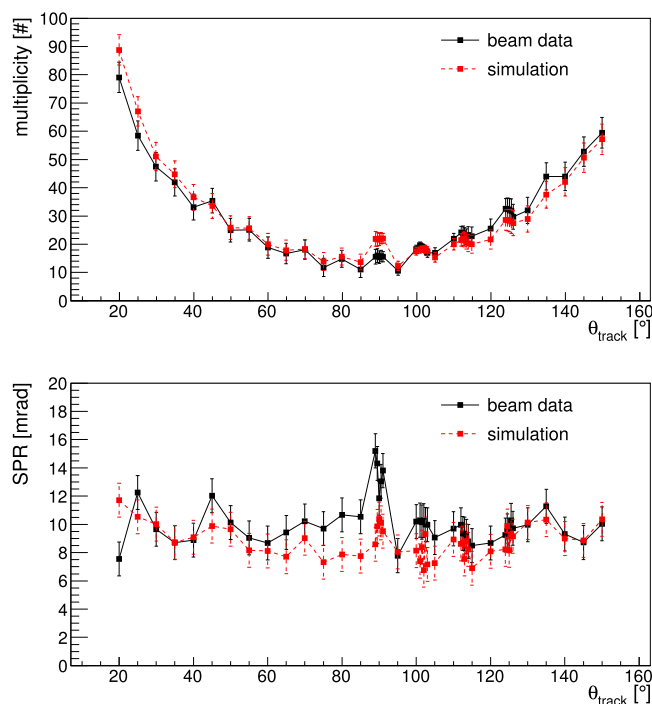 multiplicity [#]
100
90
80
70
60
50
40
30
20
10
0
beam data
simulation
20 40 60 80 100 120 140 160
θtrack [°]
SPR [mrad]
20
18
16
14
12
10
8
6
4
2
0
beam data
simulation
20 40 60 80 100 120 140 160
θtrack [°]